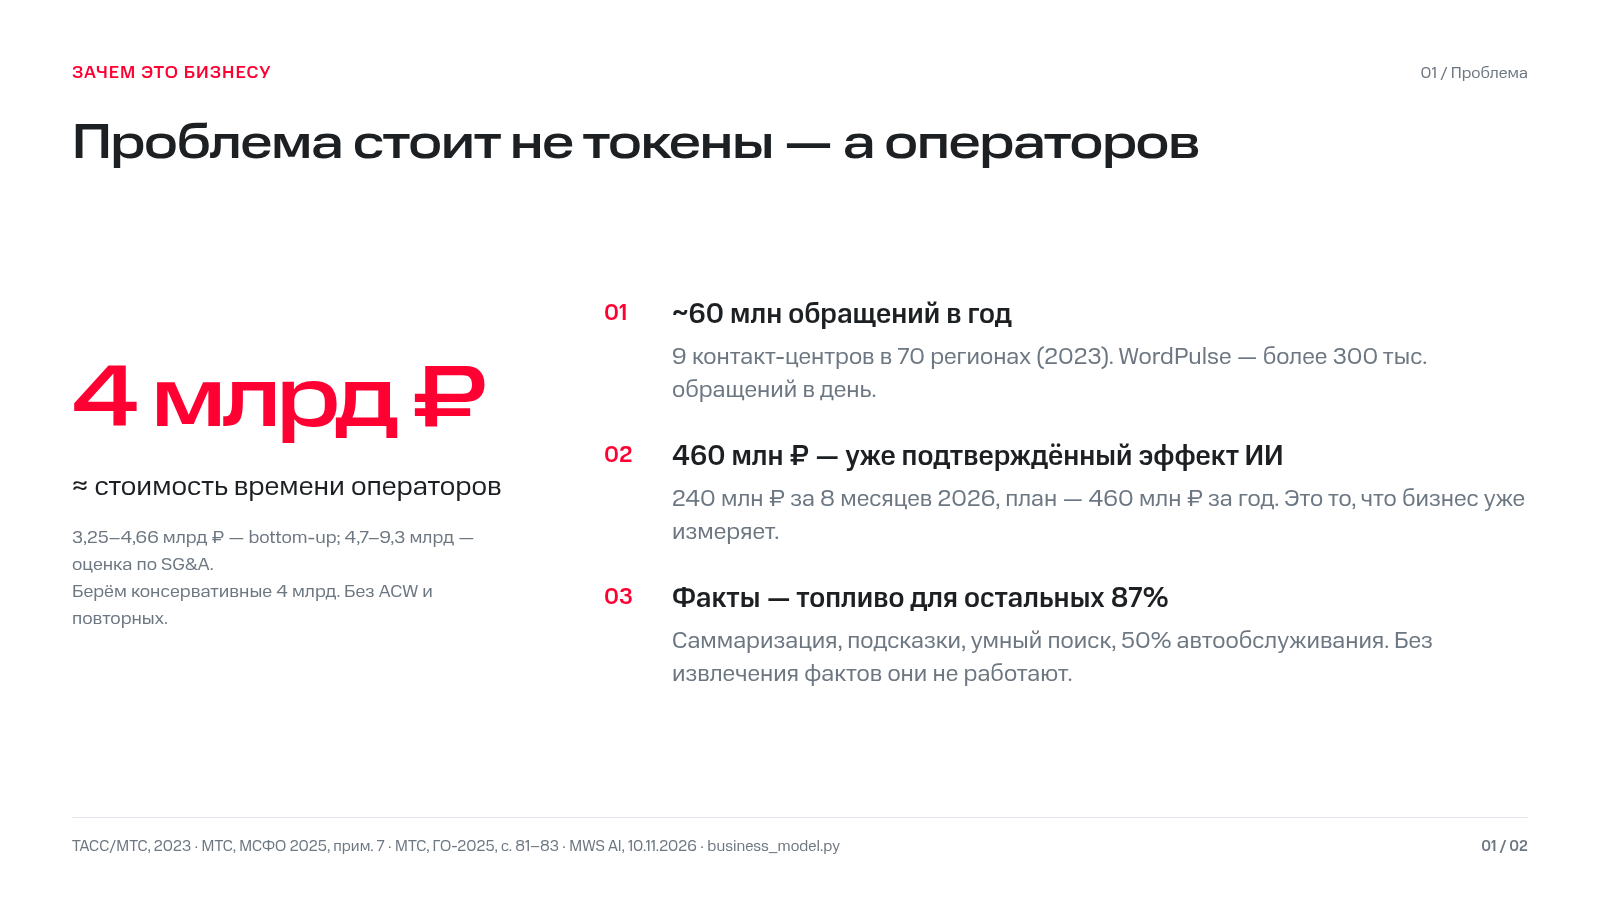 ЗАЧЕМ ЭТО БИЗНЕСУ
01 / Проблема
Проблема стоит не токены — а операторов
4 млрд ₽
≈ стоимость времени операторов
3,25–4,66 млрд ₽ — bottom-up; 4,7–9,3 млрд —
оценка по SG&A.
Берём консервативные 4 млрд. Без ACW и
повторных.
01
~60 млн обращений в год
9 контакт-центров в 70 регионах (2023). WordPulse — более 300 тыс.
обращений в день.
02
460 млн ₽ — уже подтверждённый эффект ИИ
240 млн ₽ за 8 месяцев 2026, план — 460 млн ₽ за год. Это то, что бизнес уже
измеряет.
03
Факты — топливо для остальных 87%
Саммаризация, подсказки, умный поиск, 50% автообслуживания. Без
извлечения фактов они не работают.
ТАСС/МТС, 2023 · МТС, МСФО 2025, прим. 7 · МТС, ГО-2025, с. 81–83 · MWS AI, 10.11.2026 · business_model.py
01 / 02